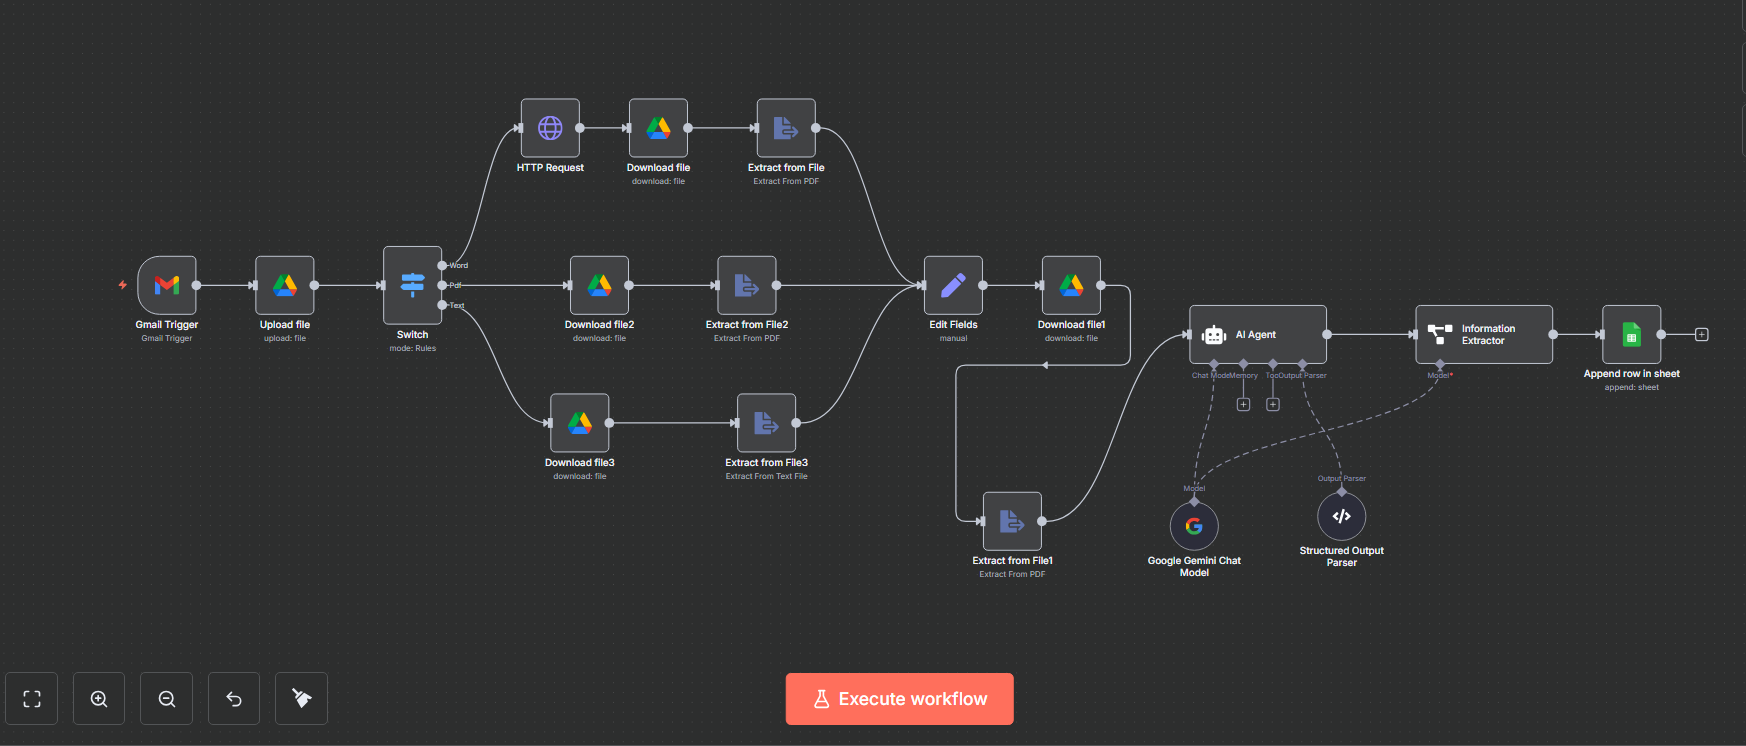 HTTP Request
Download file
download: file
Extract from File
Extract From PDF
Gmail Trigger
Gmail Trigger
Upload file
upload: file
Switch
mode: Rules
Word
Pdf
Text
Download file2
download: file
Extract from File2
Extract From PDF
Edit Fields
manual
Download file1
download: file
AI Agent
Chat Mode
Memory
Too
Output Parser
Information
Extractor
Model*
Append row in sheet
append: sheet
Download file3
download: file
Extract from File3
Extract From Text File
Extract from File1
Extract From PDF
Model
Google Gemini Chat
Model
Output Parser
Structured Output
Parser
Execute workflow